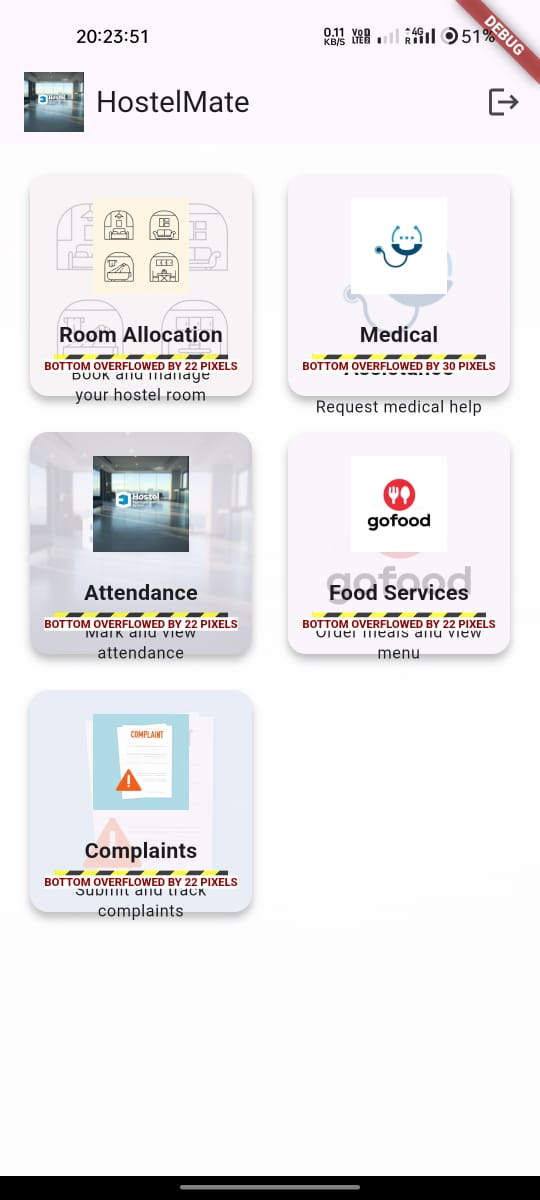 20:23:51
0.11 KB/S
VoD LTE2
4G
R
51%
DEBUG
HostelMate
Room Allocation
BOTTOM OVERFLOWED BY 22 PIXELS
Book and manage
your hostel room
Medical
BOTTOM OVERFLOWED BY 30 PIXELS
Assistance
Request medical help
Hostel
Attendance
BOTTOM OVERFLOWED BY 22 PIXELS
Mark and view
attendance
gofood
gofood
Food Services
BOTTOM OVERFLOWED BY 22 PIXELS
Order meals and view
menu
COMPLAINT
Complaints
BOTTOM OVERFLOWED BY 22 PIXELS
Submit and track
complaints